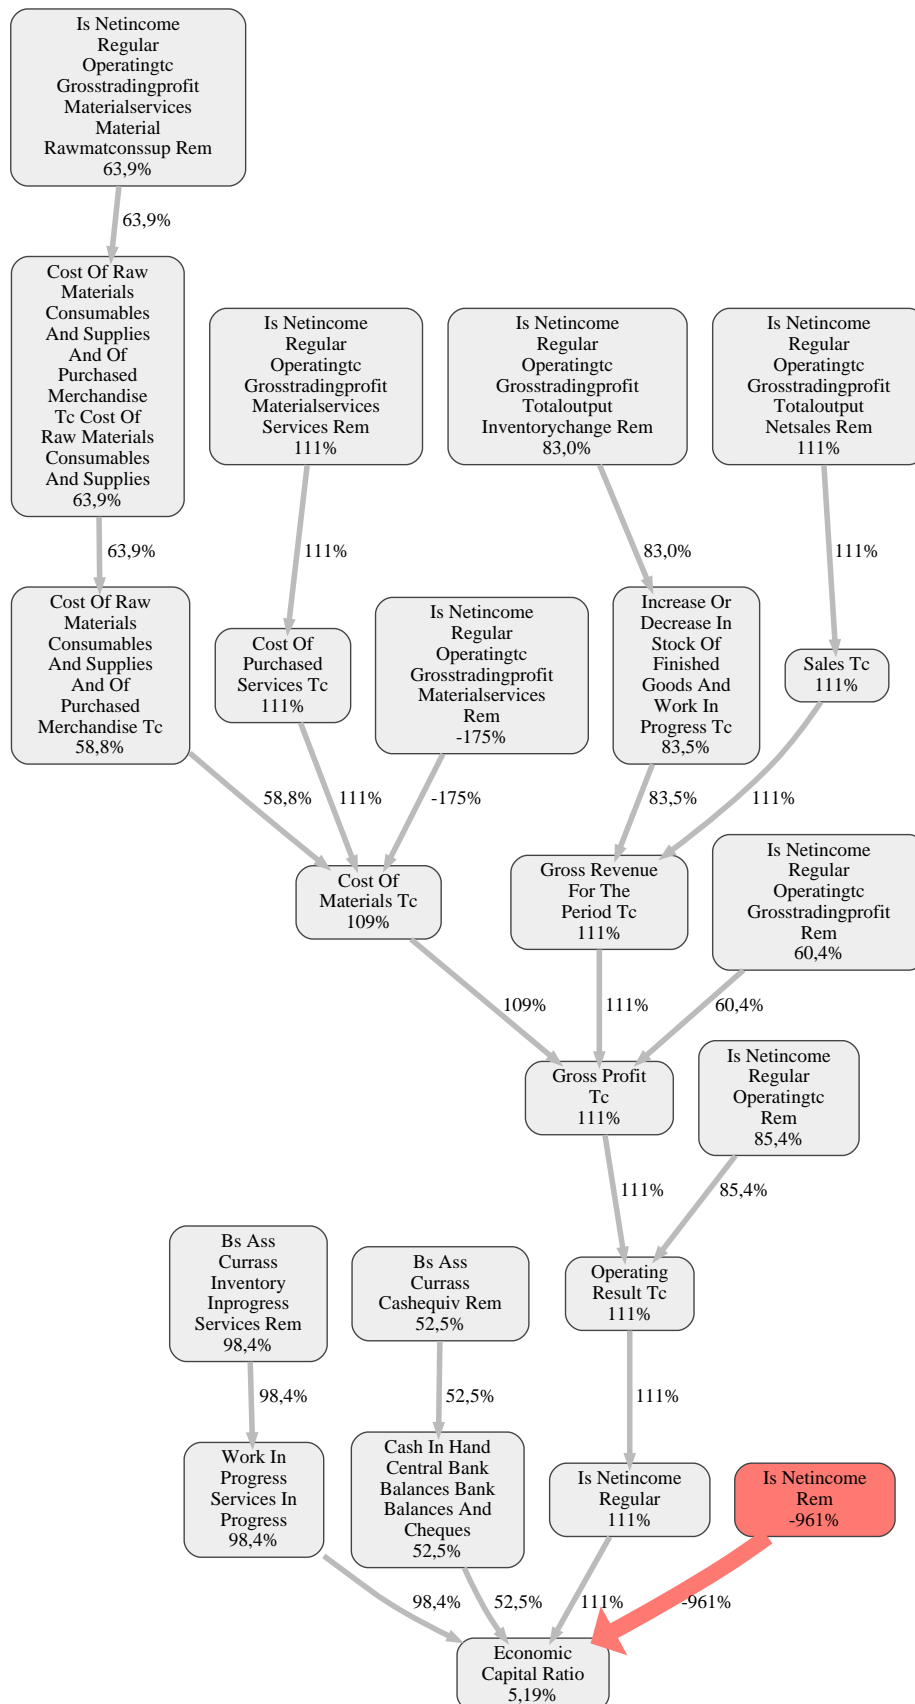 Is Netincome
Regular
Operatingtc
Grosstradingprofit
Materialservices
Material
Rawmatconssup Rem
63,9%
63,9%
Cost Of Raw
Materials
Consumables
And Supplies
And Of
Purchased
Merchandise
Tc Cost Of
Raw Materials
Consumables
And Supplies
63,9%
Is Netincome
Regular
Operatingtc
Grosstradingprofit
Materialservices
Services Rem
111%
Is Netincome
Regular
Operatingtc
Grosstradingprofit
Totaloutput
Inventorychange Rem
83,0%
Is Netincome
Regular
Operatingtc
Grosstradingprofit
Totaloutput
Netsales Rem
111%
63,9%
111%
83,0%
111%
Cost Of Raw
Materials
Consumables
And Supplies
And Of
Purchased
Merchandise Tc
58,8%
Cost Of
Purchased
Services Tc
111%
Is Netincome
Regular
Operatingtc
Grosstradingprofit
Materialservices
Rem
-175%
Increase Or
Decrease In
Stock Of
Finished
Goods And
Work In
Progress Tc
83,5%
Sales Tc
111%
58,8%
111%
-175%
83,5%
111%
Cost Of
Materials Tc
109%
Gross Revenue
For The
Period Tc
111%
Is Netincome
Regular
Operatingtc
Grosstradingprofit
Rem
60,4%
109%
111%
60,4%
Gross Profit
Tc
111%
Is Netincome
Regular
Operatingtc
Rem
85,4%
111%
85,4%
Bs Ass
Currass
Inventory
Inprogress
Services Rem
98,4%
Bs Ass
Currass
Cashequiv Rem
52,5%
Operating
Result Tc
111%
98,4%
52,5%
111%
Work In
Progress
Services In
Progress
98,4%
Cash In Hand
Central Bank
Balances Bank
Balances And
Cheques
52,5%
Is Netincome
Regular
111%
Is Netincome
Rem
-961%
98,4%
52,5%
111%
-961%
Economic
Capital Ratio
5,19%